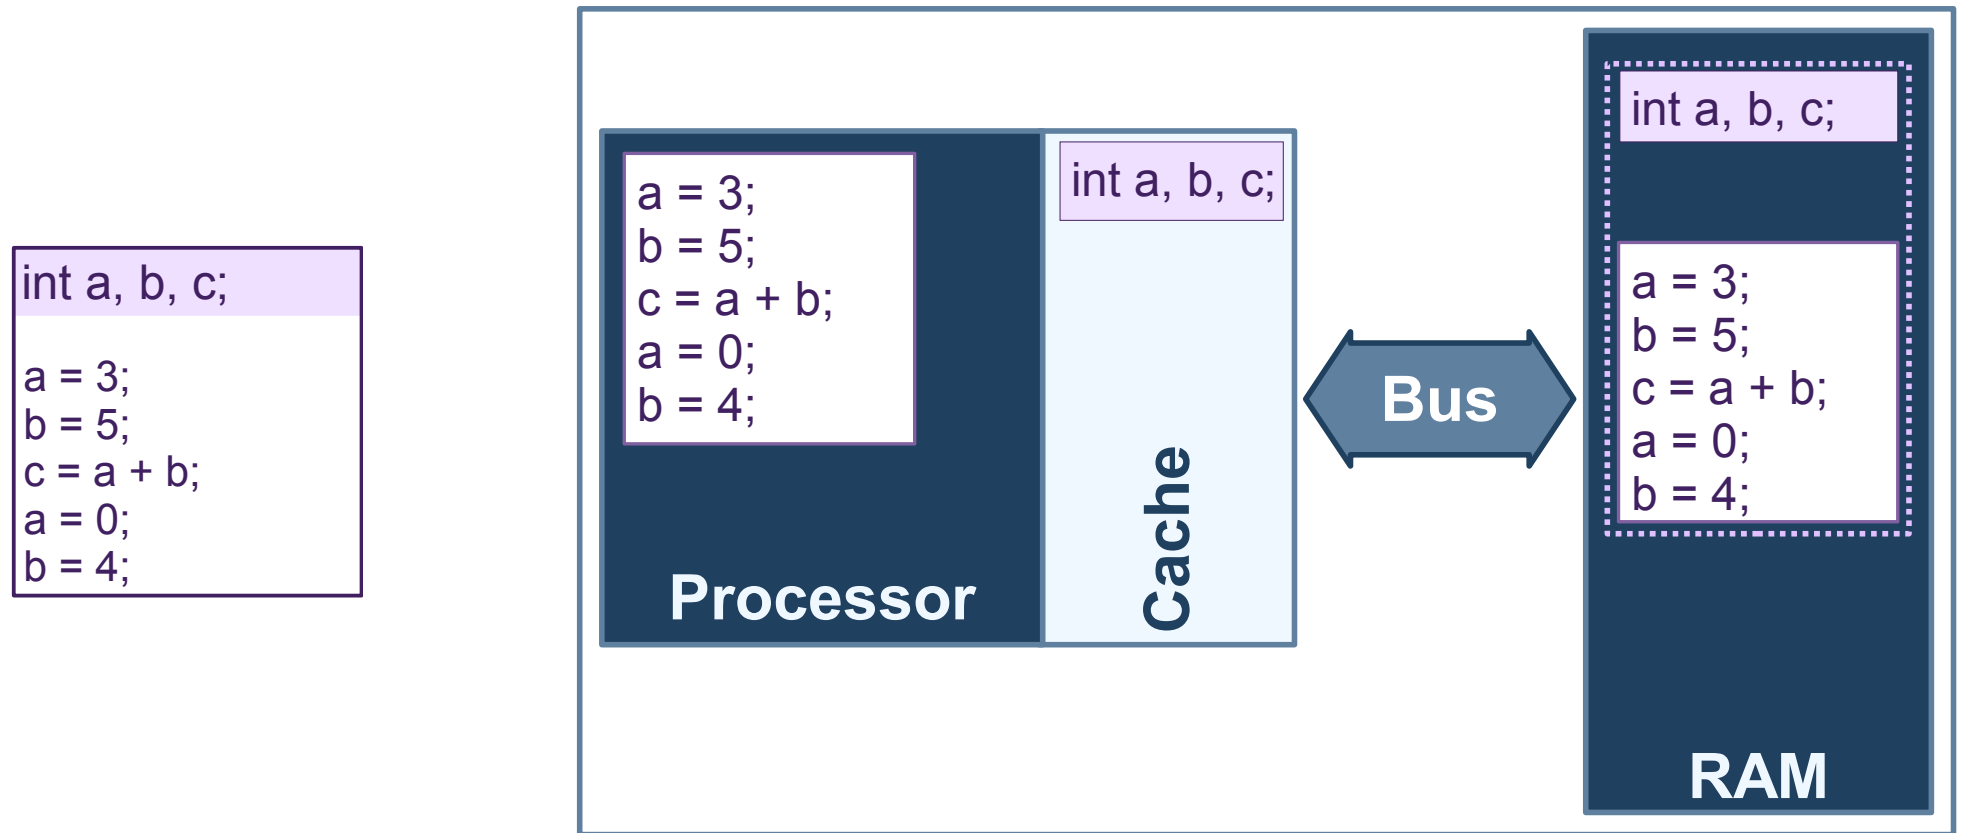 int a, b, c;
a = 3;
b = 5;
c = a + b;
a = 0;
b = 4;
a = 3;
b = 5;
c = a + b;
a = 0;
b = 4;
Processor
int a, b, c;
Cache
Bus
int a, b, c;
a = 3;
b = 5;
c = a + b;
a = 0;
b = 4;
RAM